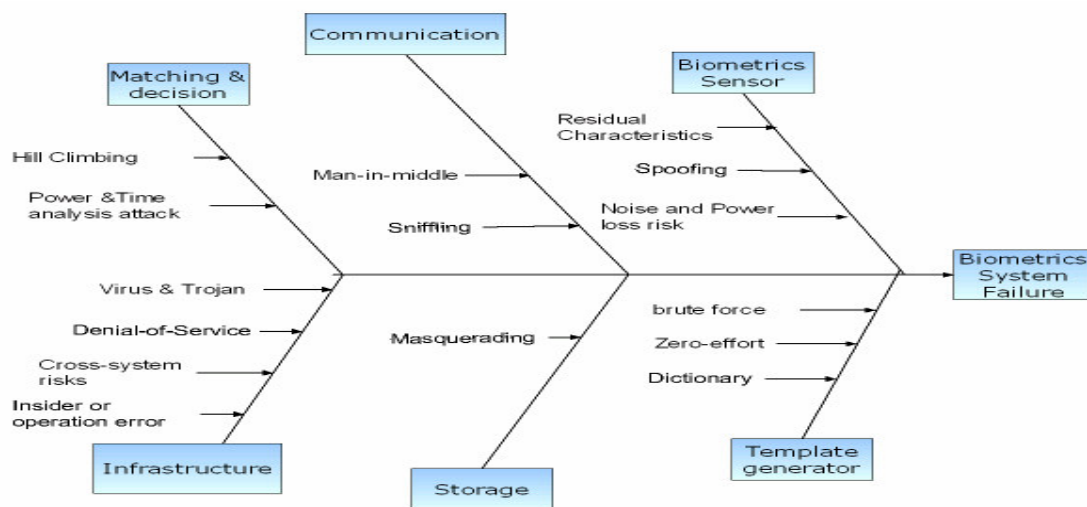 Communication
Biometrics
Sensor
Matching &
decision
Residual
Characteristics
Hill Climbing
Man-in-middle
Spoofing
Power &Time
analysis attack
Noise and Power
loss risk
Sniffling
Biometrics
System
Failure
Virus & Trojan
brute force
Denial-of-Service
Masquerading
Zero-effort
Cross-system
risks
Dictionary
Insider or
operation error
Infrastructure
Template
generator
Storage